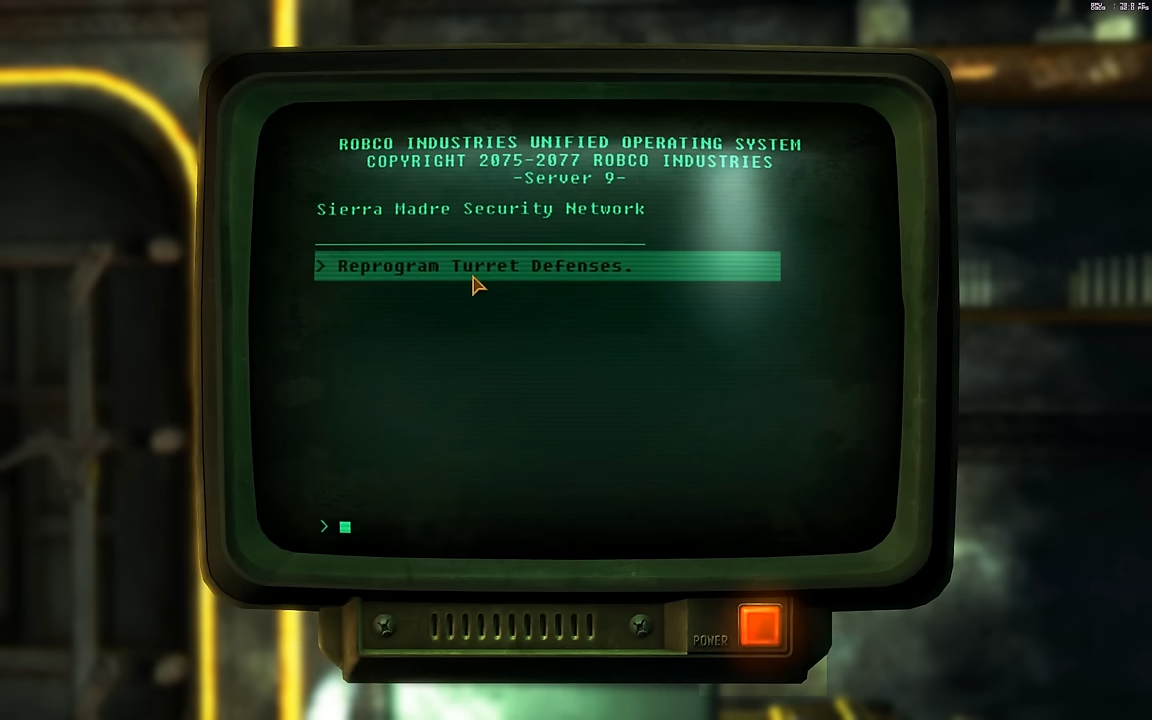 ROBCO INDUSTRIES UNIFIED OPERATING SYSTEM
COPYRIGHT 2075-2077 ROBCO INDUSTRIES
-Server 9-
Sierra Madre Security Network
> Reprogram Turret Defenses.
>
POWER